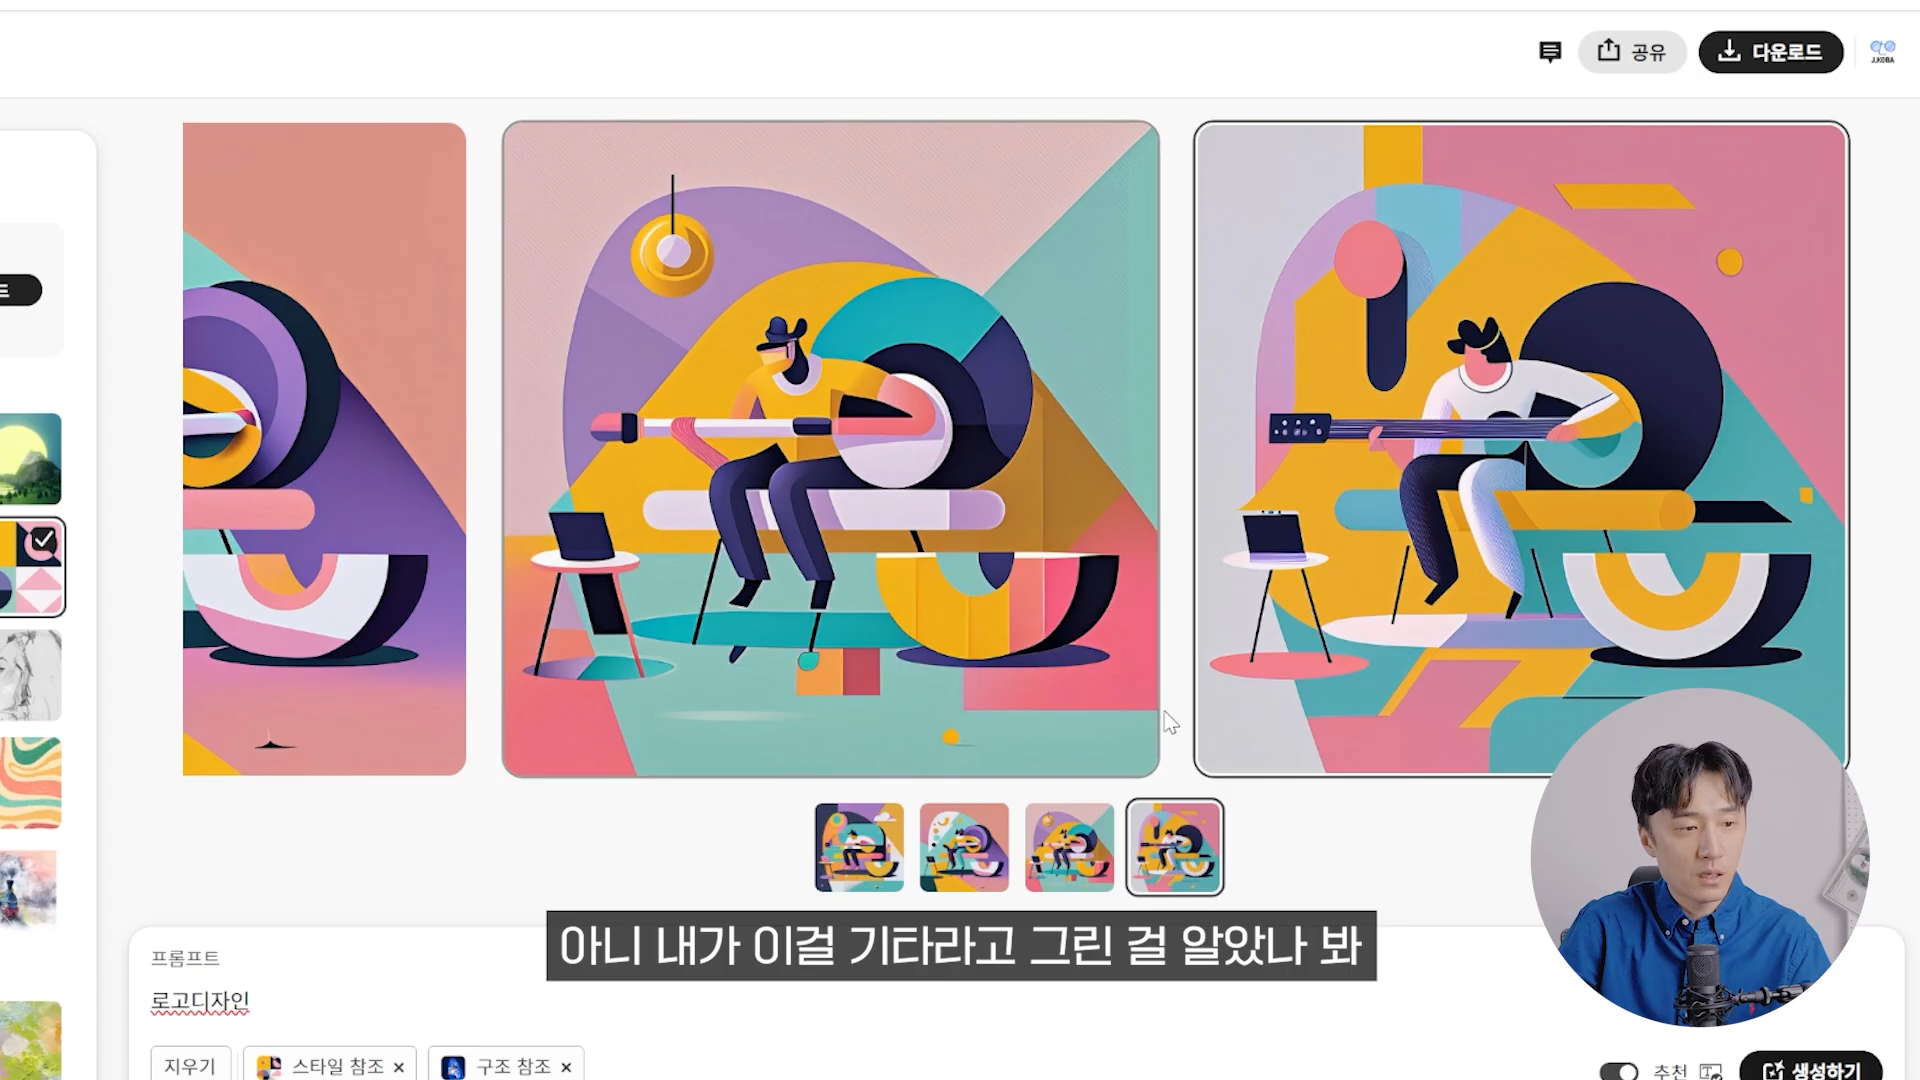 공유
다운로드
J.KOBA
트
아니 내가 이걸 기타라고 그린 걸 알았나 봐
프롬프트
로고디자인
지우기
스타일 참조 ×
구조 참조 ×
추천
생성하기